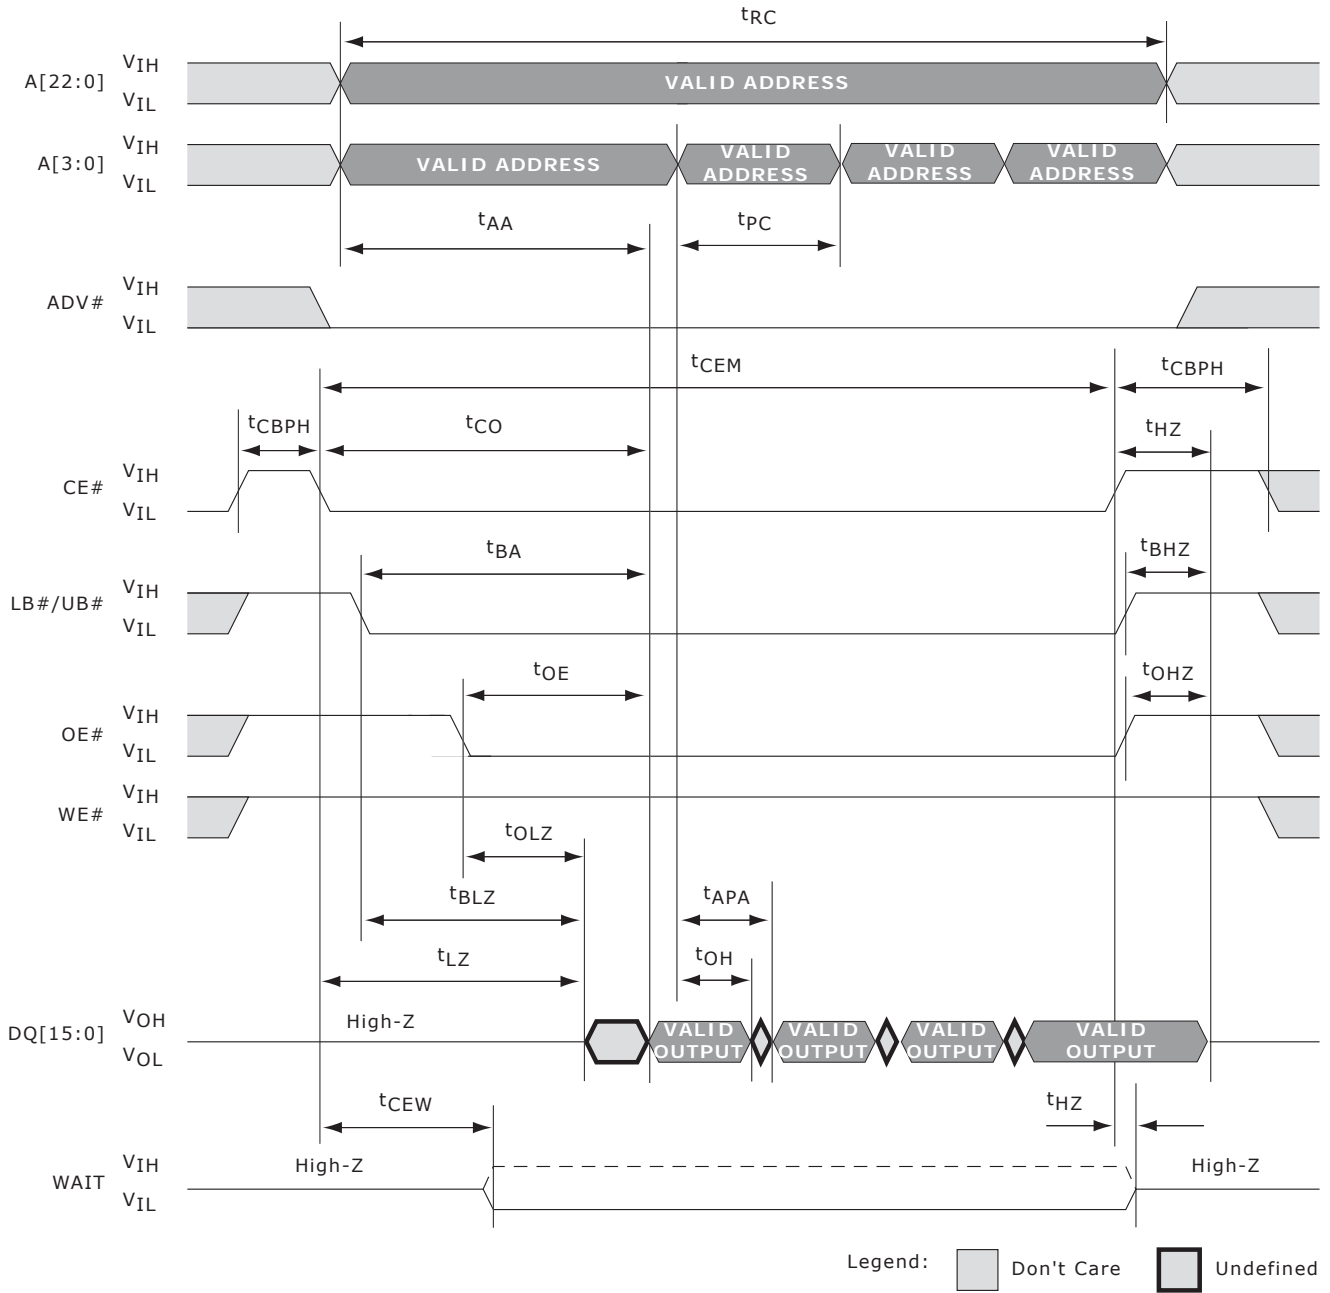 tRC
A[22:0] VIH VALID ADDRESS
VIL
A[3:0] VIH VALID ADDRESS VALID ADDRESS VALID ADDRESS VALID ADDRESS
VIL
tAA tPC
ADV# VIH
VIL
tCEM tCBPH
tCBPH tCO tHZ
CE# VIH
VIL
tBA tBHZ
LB#/UB# VIH
VIL
tOE tOHZ
OE# VIH
VIL
WE# VIH
VIL
tOLZ
tBLZ tAPA
tLZ tOH
DQ[15:0] VOH High-Z VALID OUTPUT VALID OUTPUT VALID OUTPUT VALID OUTPUT
VOL
tCEW tHZ
WAIT VIH High-Z High-Z
VIL
Legend: Don't Care Undefined